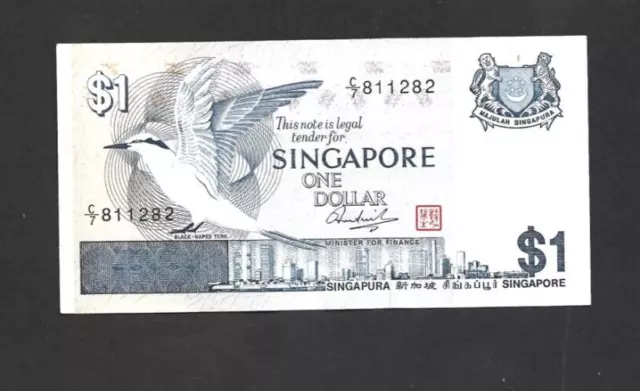 $1
C/7 811282
MAJULAH SINGAPURA
This note is legal
tender for
SINGAPORE
ONE
DOLLAR
C/7 811282
BLACK-NAPED TERN
MINISTER FOR FINANCE
$1
SINGAPURA 新加坡 சிங்கப்பூர் SINGAPORE